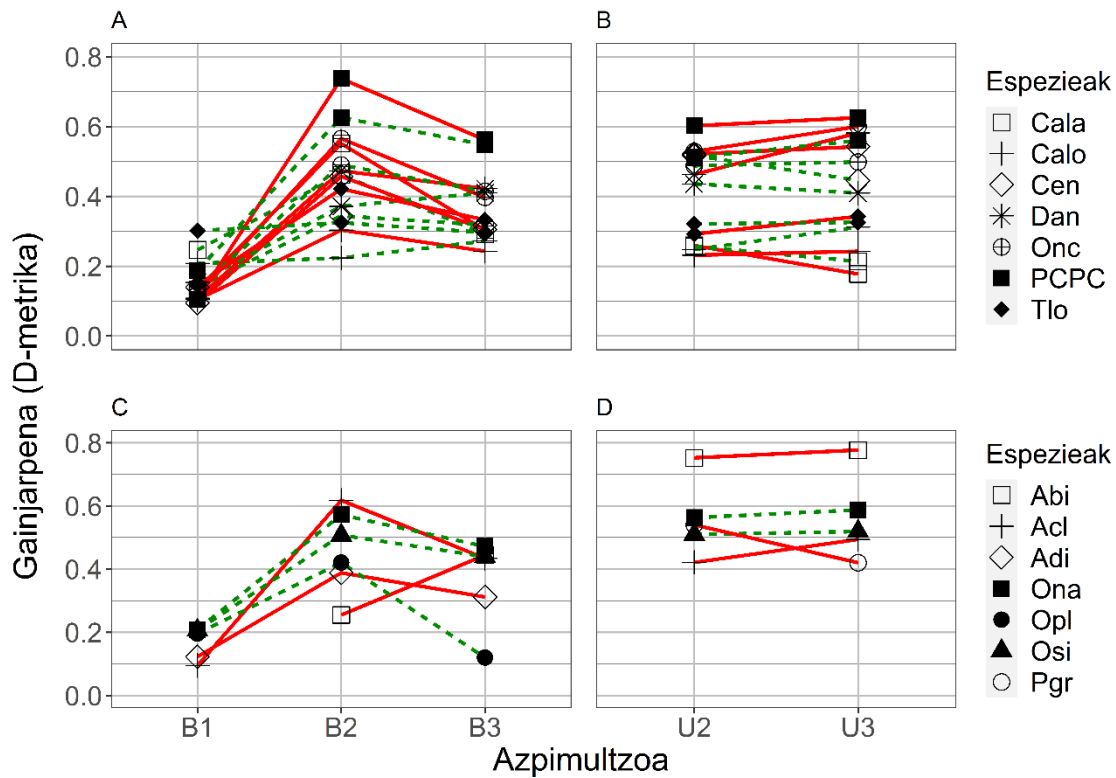 A
B
Gainjarpena (D-metrika)
0.8
0.6
0.4
0.2
0.0
Espezieak
Cala
Calo
Cen
Dan
Onc
PCPC
Tlo
C
D
0.8
0.6
0.4
0.2
0.0
Espezieak
Abi
Acl
Adi
Ona
Opl
Osi
Pgr
B1 B2 B3 U2 U3
Azpimultzoa